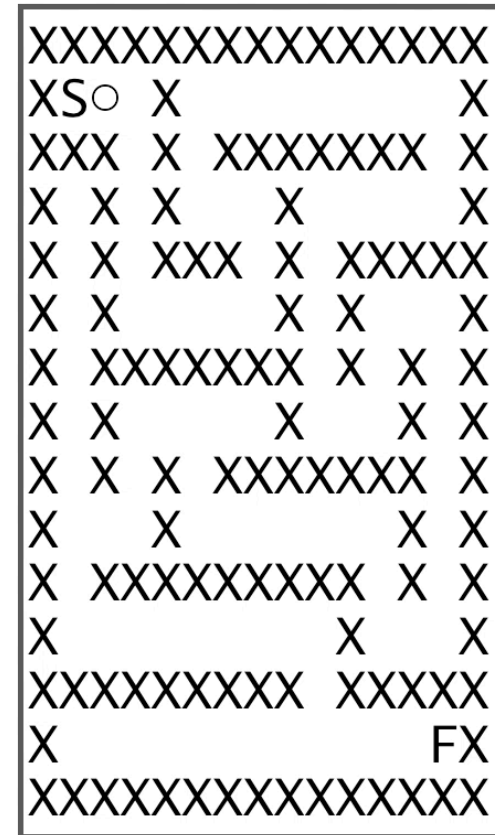 XXXXXXXXXXXXXXX
XS○ X         X
XXX X XXXXXXX X
X X X   X     X
X X XXX X XXXXX
X X     X X   X
X XXXXXXX X X X
X X     X   X X
X X X XXXXXXX X
X   X       X X
X XXXXXXXXX X X
X         X   X
XXXXXXXXX XXXXX
X            FX
XXXXXXXXXXXXXXX